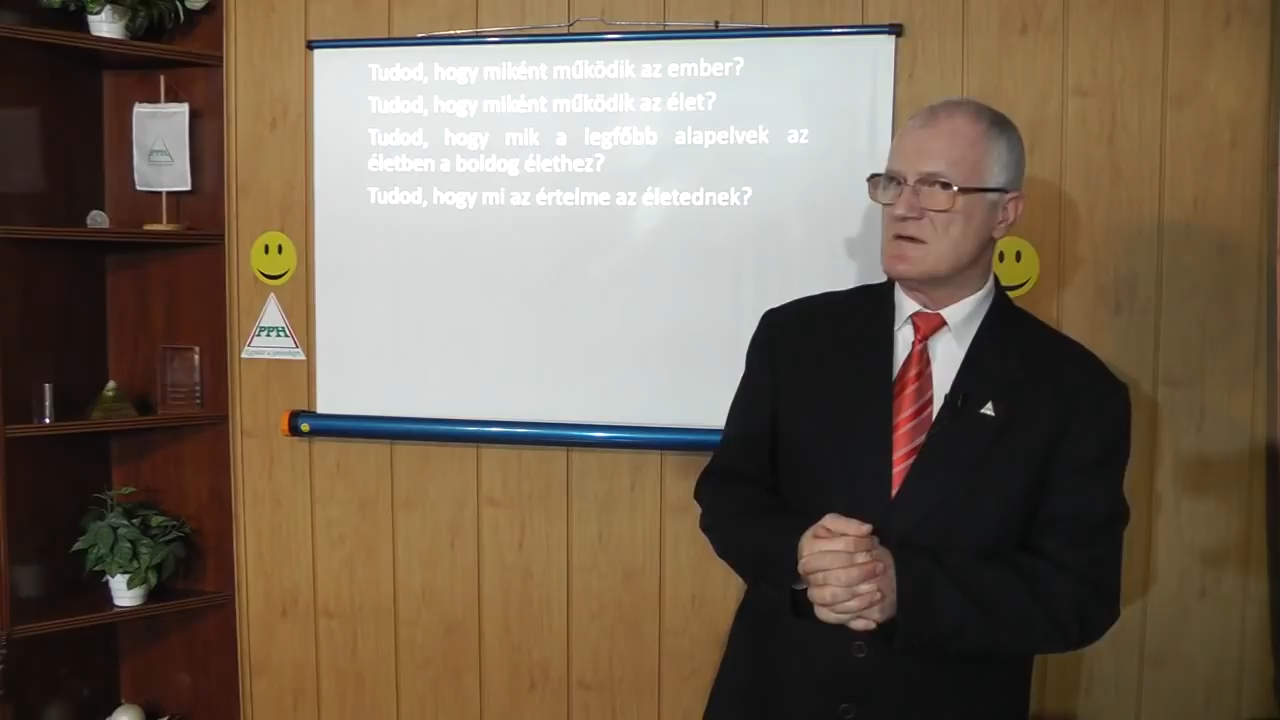 Tudod, hogy miként működik az ember?
Tudod, hogy miként működik az élet?
Tudod, hogy mik a legfőbb alapelvek az
életben a boldog élethez?
Tudod, hogy mi az értelme az életednek?
PPH